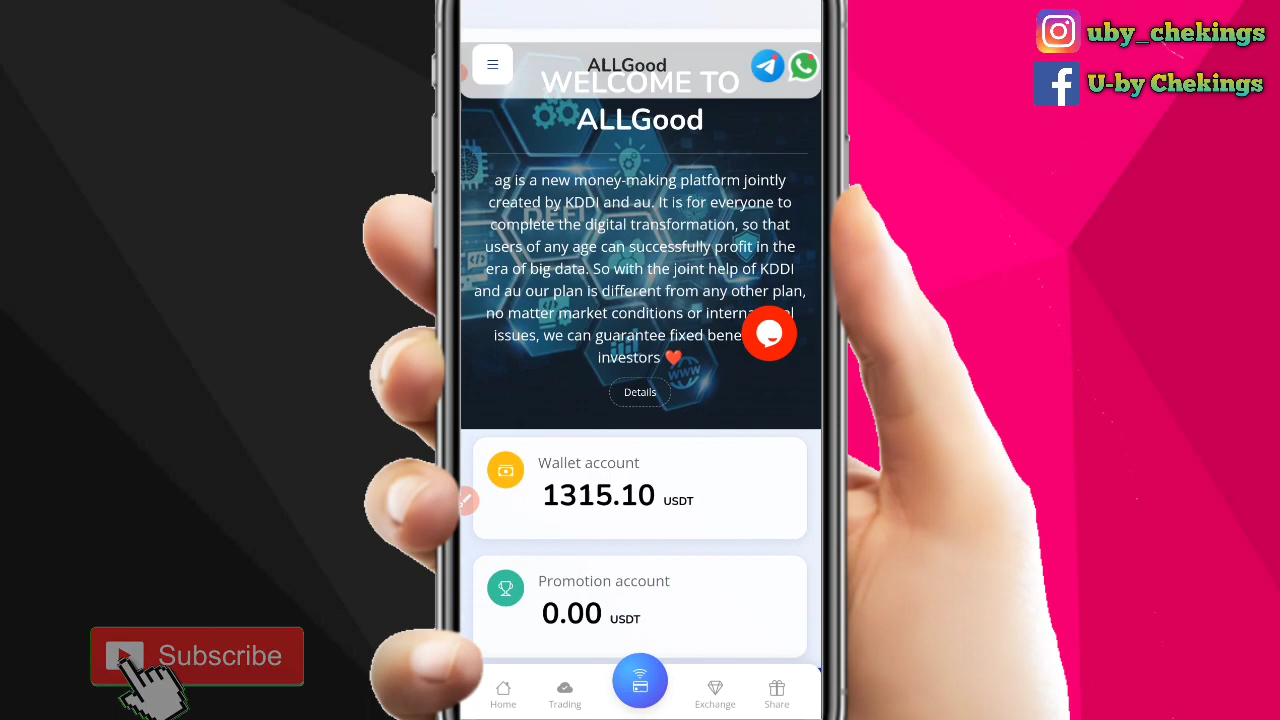 uby_chekings
U-by Chekings
ALLGood
WELCOME TO
ALLGood
ag is a new money-making platform jointly
created by KDDI and au. It is for everyone to
complete the digital transformation, so that
users of any age can successfully profit in the
era of big data. So with the joint help of KDDI
and au our plan is different from any other plan,
no matter market conditions or
issues, we can guarantee fixed
investors ❤️
DEFI
WWW
Details
Wallet account
1315.10 USDT
Promotion account
0.00 USDT
Subscribe
Home Trading Exchange Share